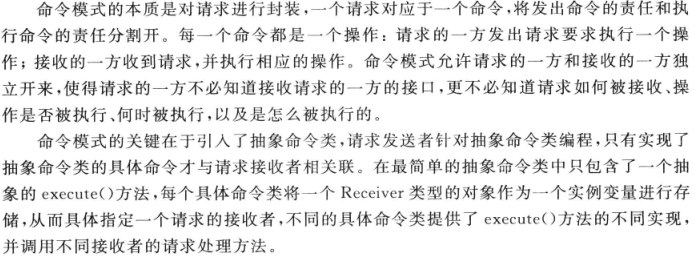 命令模式的本质是对请求进行封装,一个请求对应于一个命令,将发出命令的责任和执
行命令的责任分割开。每一个命令都是一个操作:请求的一方发出请求要求执行一个操
作;接收的一方收到请求,并执行相应的操作。命令模式允许请求的一方和接收的一方独
立开来,使得请求的一方不必知道接收请求的一方的接口,更不必知道请求如何被接收、操
作是否被执行、何时被执行,以及是怎么被执行的。
命令模式的关键在于引入了抽象命令类,请求发送者针对抽象命令类编程,只有实现了
抽象命令类的具体命令才与请求接收者相关联。在最简单的抽象命令类中只包含了一个抽
象的 execute()方法,每个具体命令类将一个 Receiver 类型的对象作为一个实例变量进行存
储,从而具体指定一个请求的接收者,不同的具体命令类提供了 execute()方法的不同实现,
并调用不同接收者的请求处理方法。